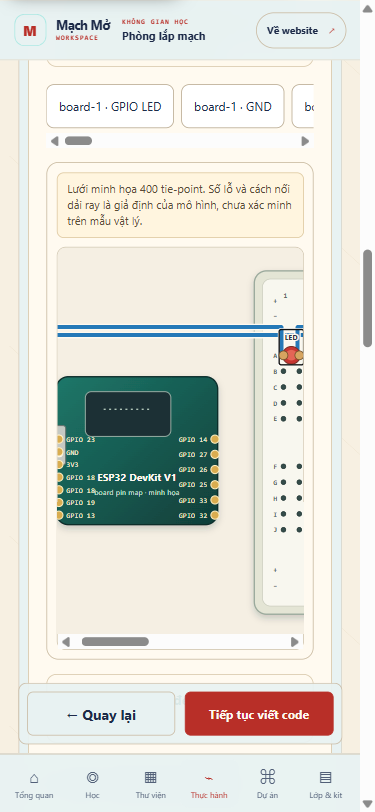 M
Mạch Mở
WORKSPACE
KHÔNG GIAN HỌC
Phòng lắp mạch
Về website ↗
board-1 · GPIO LED
board-1 · GND
Lưới minh họa 400 tie-point. Số lỗ và cách nối
dải ray là giả định của mô hình, chưa xác minh
trên mẫu vật lý.
1
+
−
LED
A
B
C
D
E
F
G
H
I
J
+
−
GPIO 23
GND
3V3
GPIO 18
GPIO 19
GPIO 13
GPIO 14
GPIO 27
GPIO 26
GPIO 25
GPIO 33
GPIO 32
ESP32 DevKit V1
board pin map · minh họa
← Quay lại
Tiếp tục viết code
Tổng quan
Học
Thư viện
Thực hành
Dự án
Lớp & kit